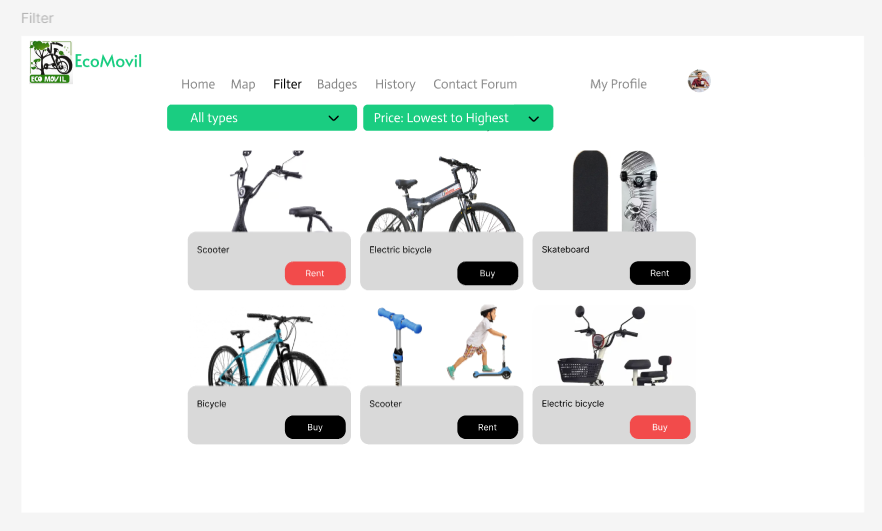 Filter
EcoMovil
ECO MOVIL
Home Map Filter Badges History Contact Forum My Profile
All types Price: Lowest to Highest
Scooter Electric bicycle Skateboard
Rent Buy Rent
Bicycle Scooter Electric bicycle
Buy Rent Buy